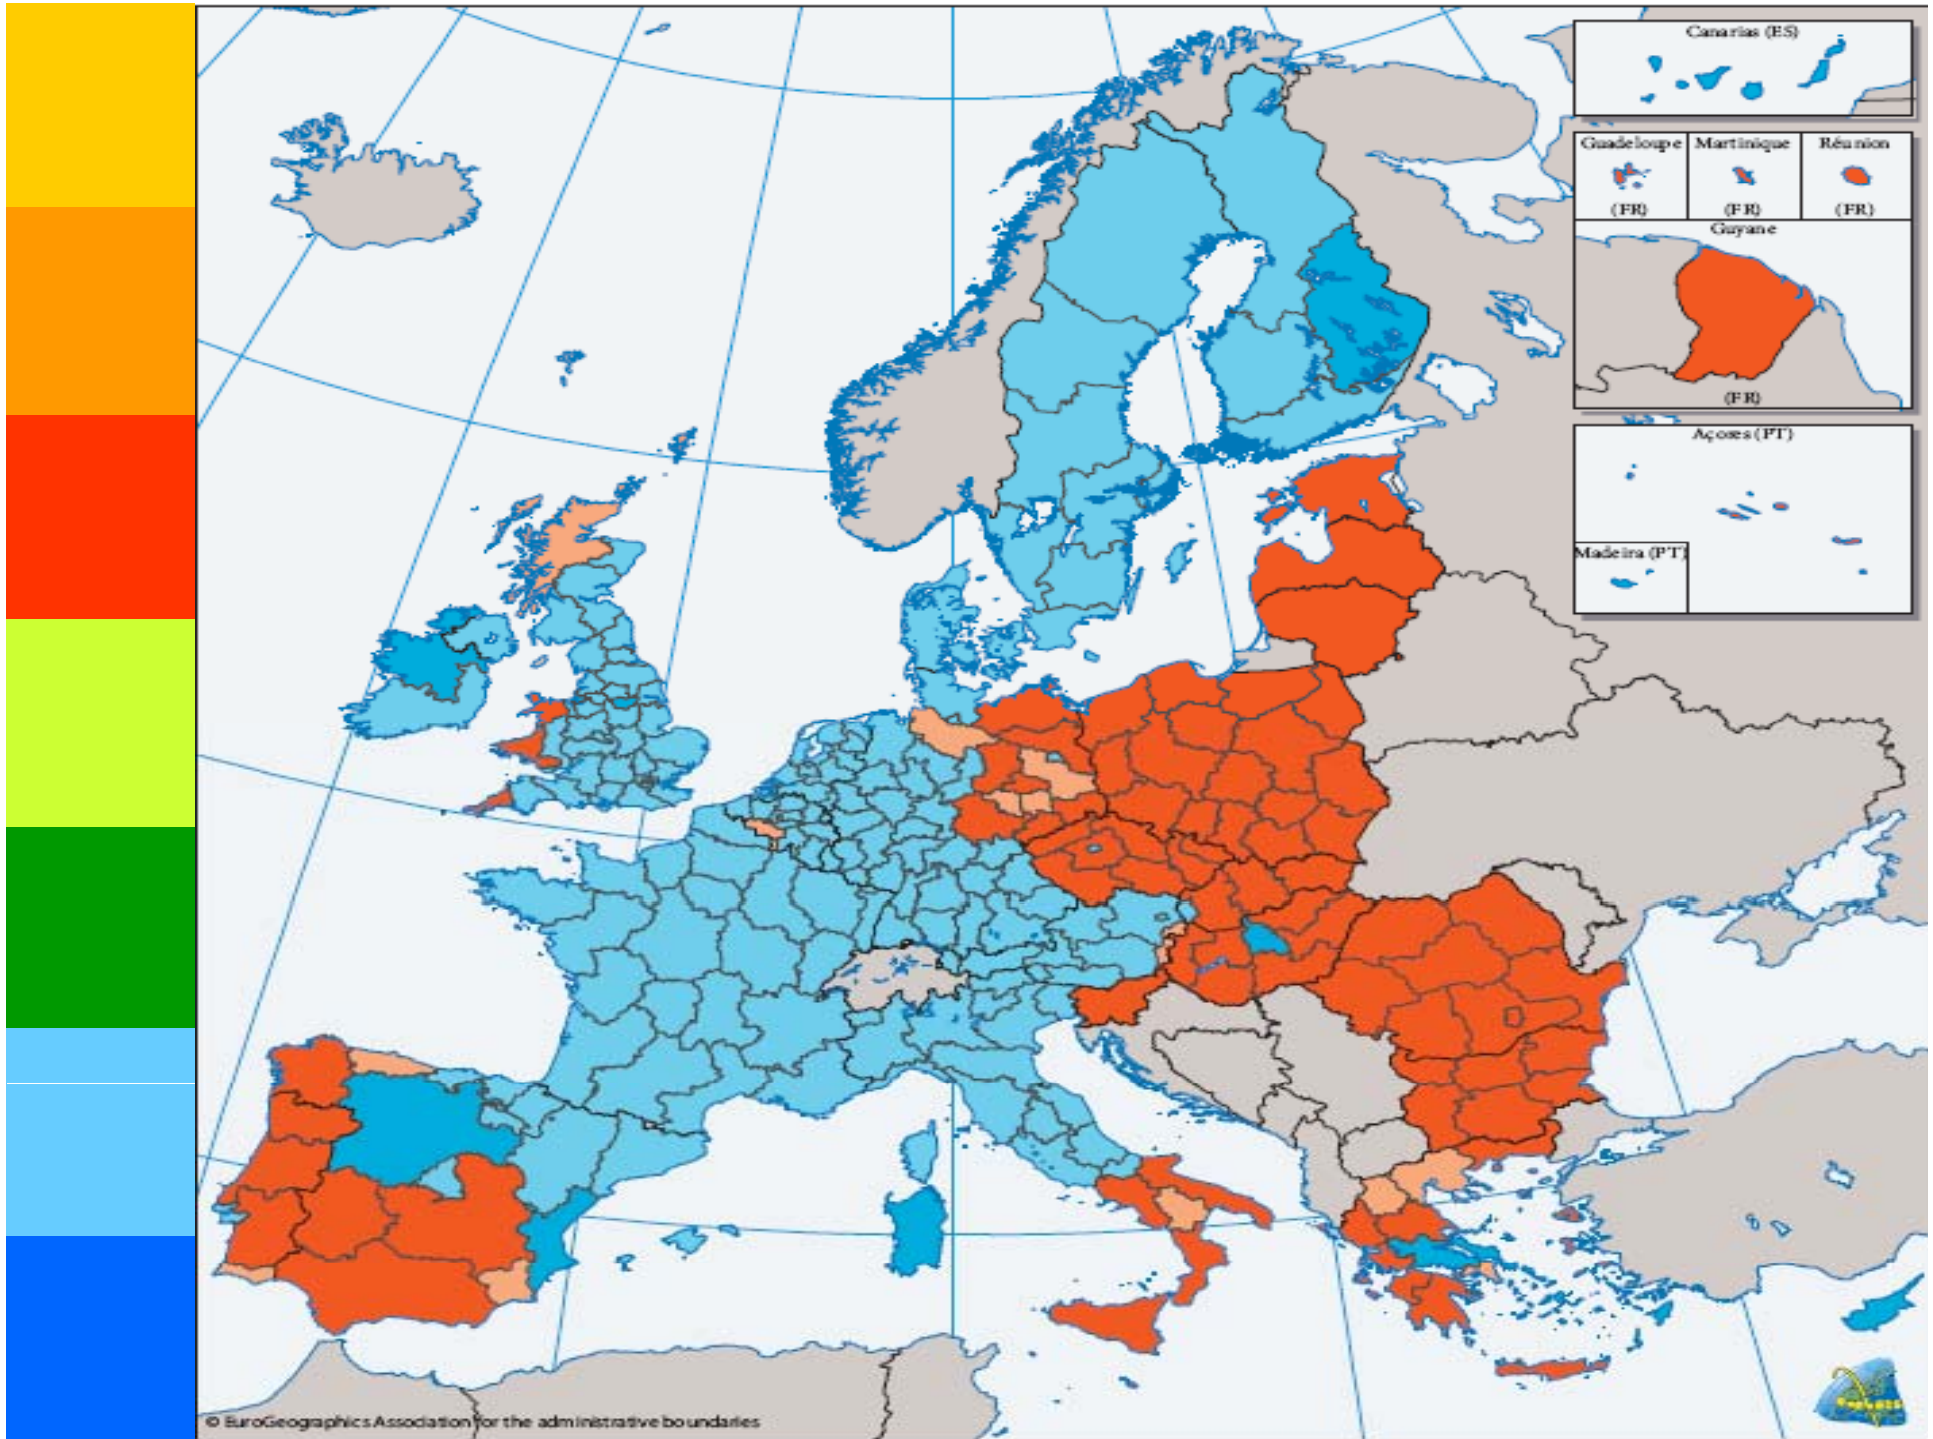 Canarias (ES)
Guadeloupe
Martinique
Réunion
(FR)
(FR)
(FR)
Guyane
(FR)
Açores (PT)
Madeira (PT)
© EuroGeographics Association for the administrative boundaries